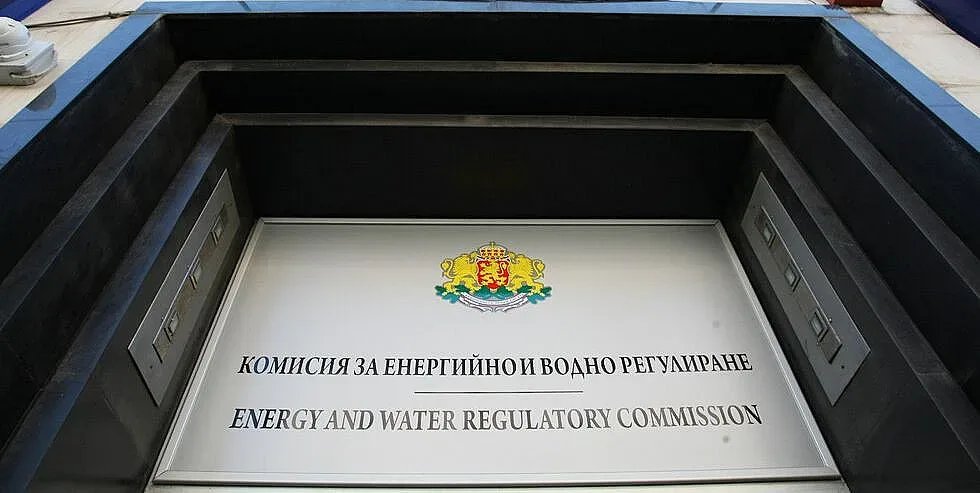 КОМИСИЯ ЗА ЕНЕРГИЙНО И ВОДНО РЕГУЛИРАНЕ
ENERGY AND WATER REGULATORY COMMISSION